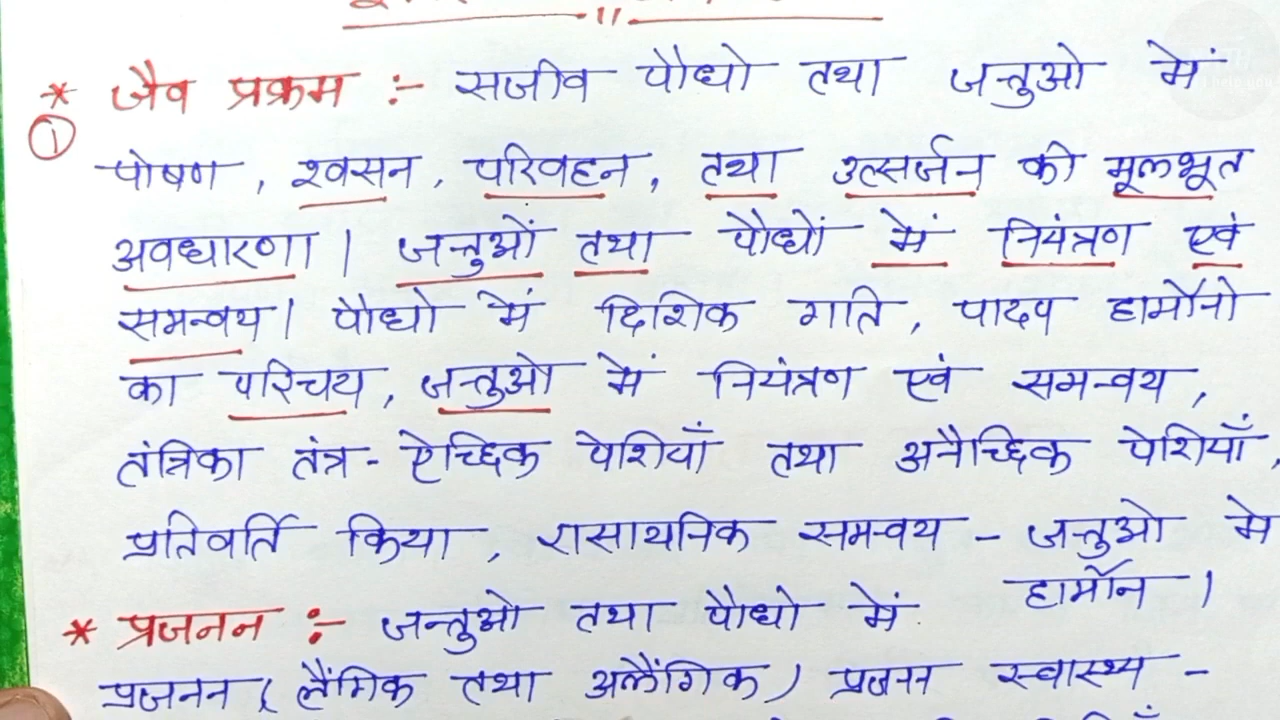 * जैव प्रक्रम :- सजीव पौधो तथा जन्तुओ में
① पोषण, श्वसन, परिवहन, तथा उत्सर्जन की मूलभूत
अवधारणा। जन्तुओं तथा पौधों में नियंत्रण एवं
समन्वय। पौधो में दिशिक गति, पादप हार्मोनो
का परिचय, जन्तुओ में नियंत्रण एवं समन्वय,
तंत्रिका तंत्र - ऐच्छिक पेशियाँ तथा अनैच्छिक पेशियाँ,
प्रतिवर्ति किया, रासायनिक समन्वय - जन्तुओ मे
हार्मोन।
* प्रजनन :- जन्तुओ तथा पौधो में
प्रजनन (लैंगिक तथा अलैंगिक) प्रजनन स्वास्थ्य -